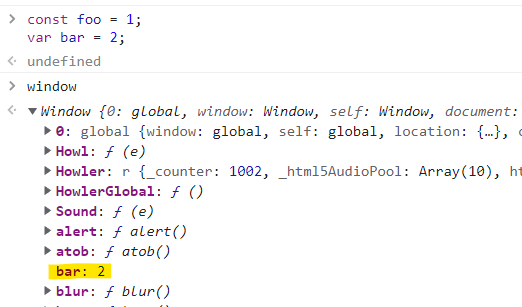 const foo = 1;
var bar = 2;
undefined
window
Window {0: global, window: Window, self: Window, document:
0: global {window: global, self: global, location: {…},
Howl: ƒ (e)
Howler: r {_counter: 1002, _html5AudioPool: Array(10), ht
HowlerGlobal: ƒ ()
Sound: ƒ (e)
alert: ƒ alert()
atob: ƒ atob()
bar: 2
blur: ƒ blur()